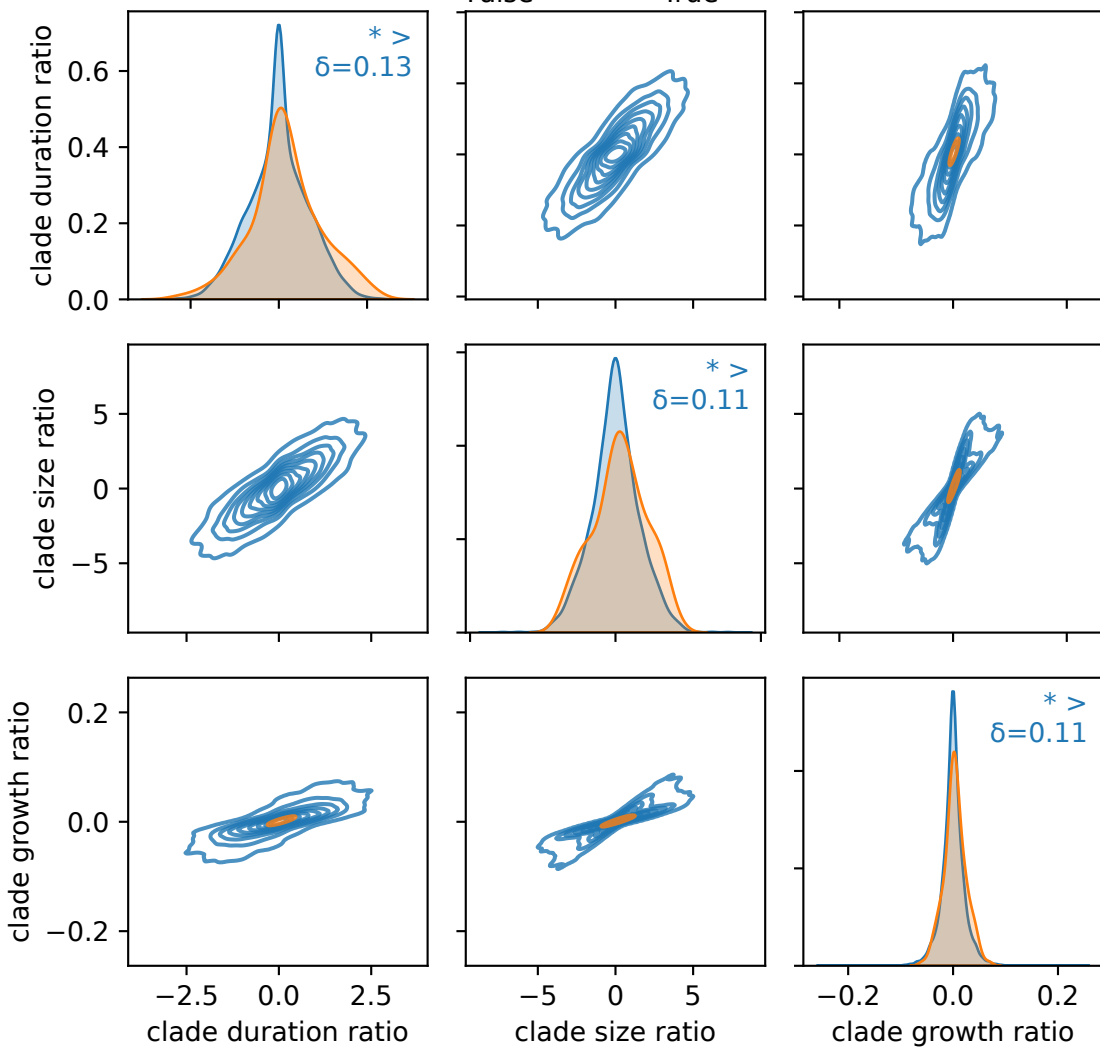 False True
clade duration ratio
0.6
0.4
0.2
0.0
* >
δ=0.13
clade size ratio
5
0
−5
* >
δ=0.11
clade growth ratio
0.2
0.0
−0.2
* >
δ=0.11
−2.5 0.0 2.5
−5 0 5
−0.2 0.0 0.2
clade duration ratio
clade size ratio
clade growth ratio